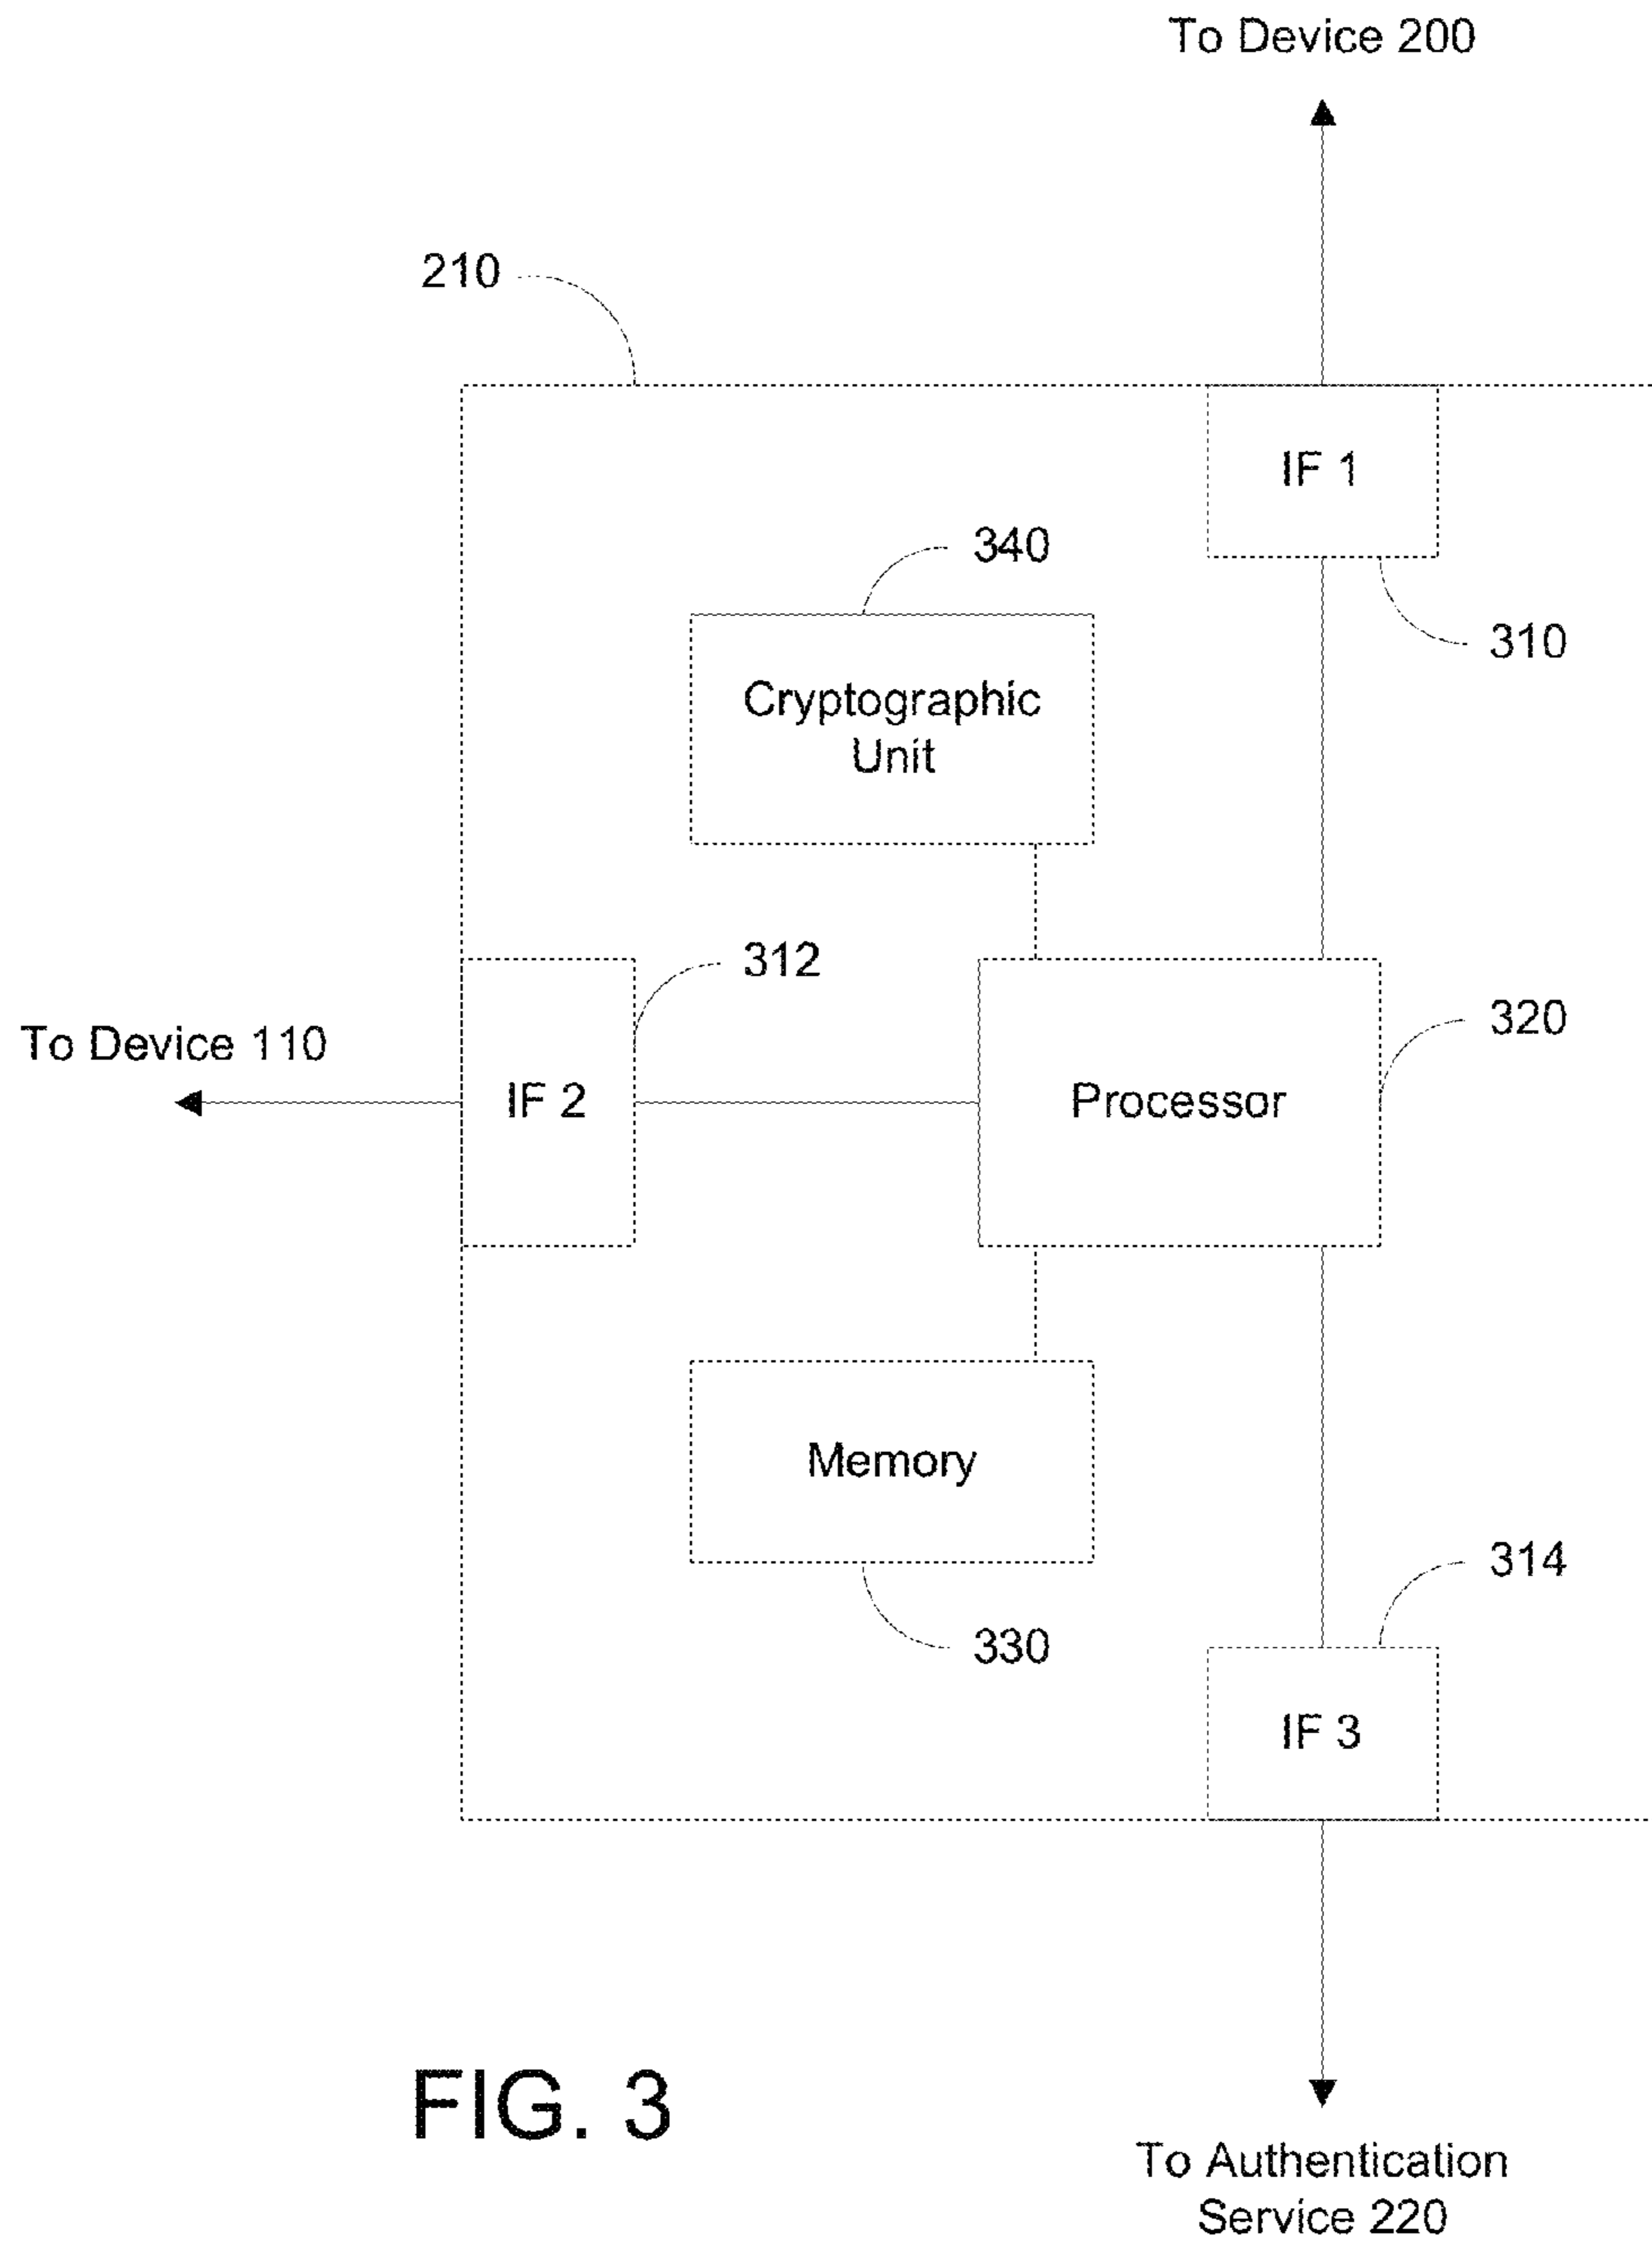 To Device 200
210
IF 1
340
310
Cryptographic
Unit
312
320
To Device 110
IF 2
Processor
Memory
314
330
IF 3
FIG. 3
To Authentication
Service 220